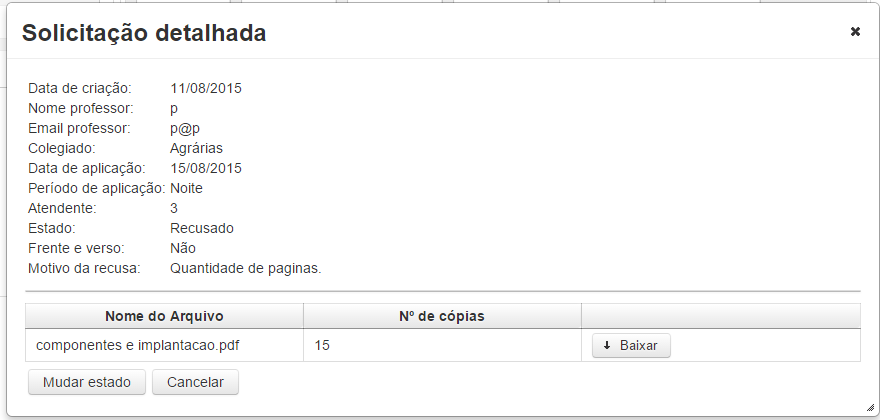 Solicitação detalhada
Data de criação: 11/08/2015
Nome professor: p
Email professor: p@p
Colegiado: Agrárias
Data de aplicação: 15/08/2015
Período de aplicação: Noite
Atendente: 3
Estado: Recusado
Frente e verso: Não
Motivo da recusa: Quantidade de paginas.
Nome do Arquivo Nº de cópias
componentes e implantacao.pdf 15 Baixar
Mudar estado Cancelar